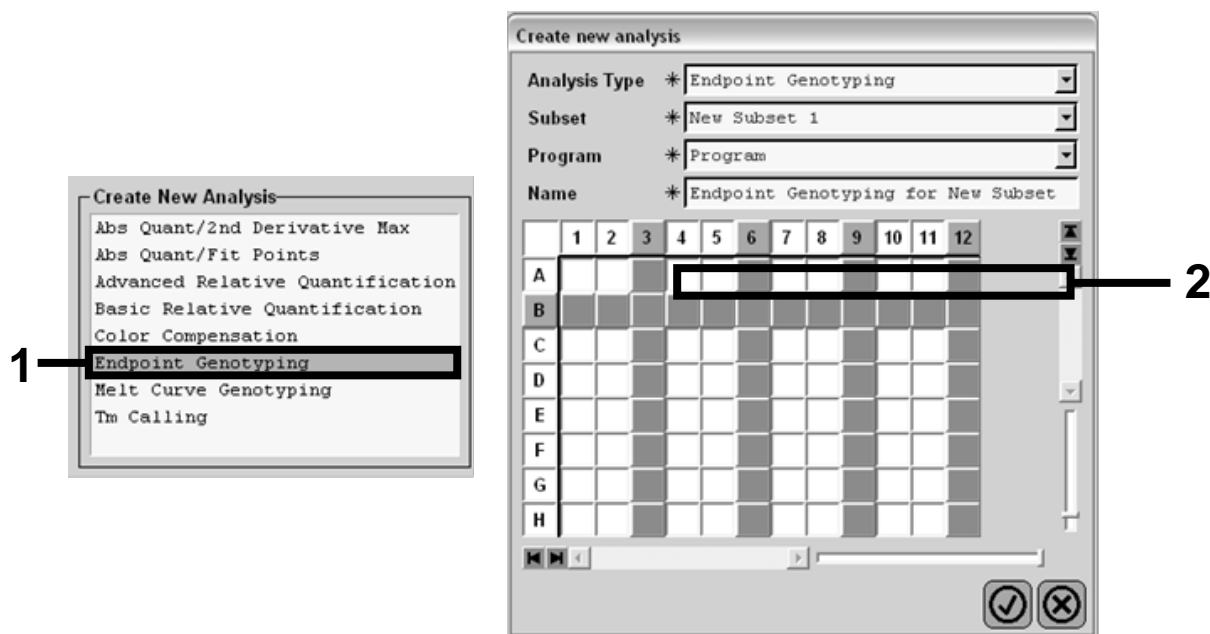 Create New Analysis
Abs Quant/2nd Derivative Max
Abs Quant/Fit Points
Advanced Relative Quantification
Basic Relative Quantification
Color Compensation
Endpoint Genotyping
Melt Curve Genotyping
Tm Calling
1
Create new analysis
Analysis Type * Endpoint Genotyping
Subset * New Subset 1
Program * Program
Name * Endpoint Genotyping for New Subset
1 2 3 4 5 6 7 8 9 10 11 12
A
B
C
D
E
F
G
H
2